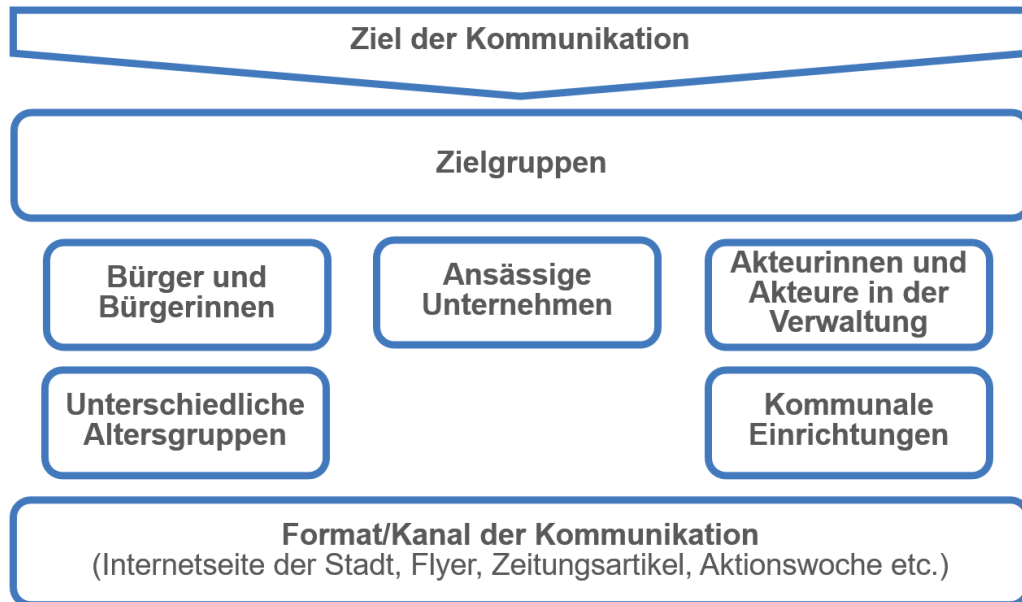 Ziel der Kommunikation
Zielgruppen
Bürger und
Bürgerinnen
Ansässige
Unternehmen
Akteurinnen und
Akteure in der
Verwaltung
Unterschiedliche
Altersgruppen
Kommunale
Einrichtungen
Format/Kanal der Kommunikation
(Internetseite der Stadt, Flyer, Zeitungsartikel, Aktionswoche etc.)